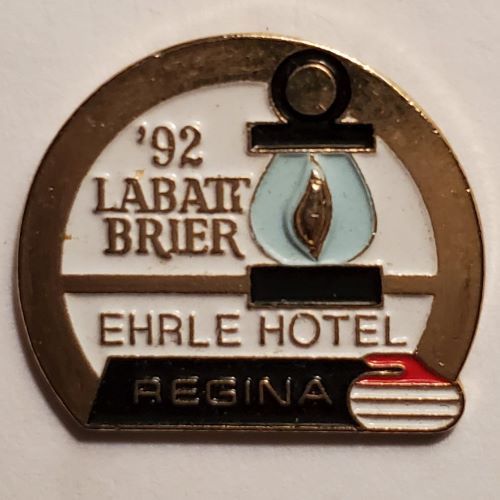 '92
LABATT
BRIER
EHRLE HOTEL
REGINA